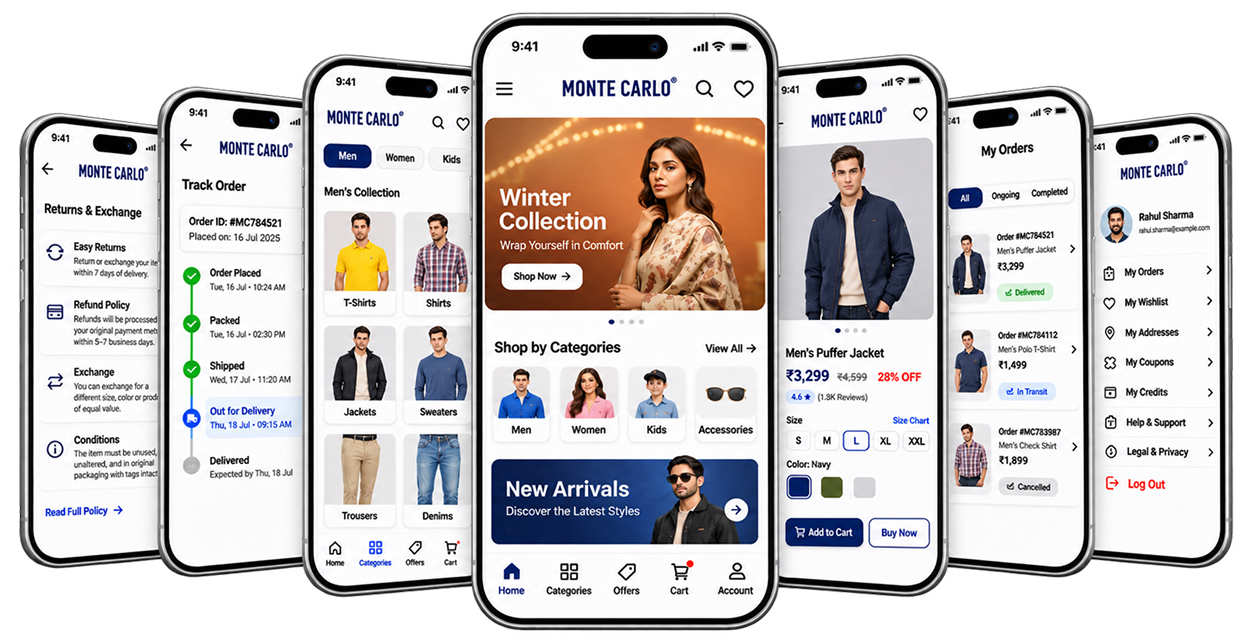 9:41
MONTE CARLO®
Returns & Exchange
Easy Returns
Return or exchange your
within 7 days of delivery.
Refund Policy
Refunds will be processed
your original payment
within 5-7 business days.
Exchange
You can exchange for a
different size, color or
of equal value.
Conditions
The item must be unused,
unaltered, and in original
packaging with tags
Read Full Policy →
9:41
MONTE CARLO®
Track Order
Order ID: #MC784521
Placed on: 16 Jul 2025
Order Placed
Tue, 16 Jul • 10:24 AM
Packed
Tue, 16 Jul • 02:30 PM
Shipped
Wed, 17 Jul • 11:20 AM
Out for Delivery
Thu, 18 Jul • 09:15 AM
Delivered
Expected by Thu, 18 Jul
9:41
MONTE CARLO®
Men
Women
Kids
Men's Collection
T-Shirts
Shirts
Jackets
Sweaters
Trousers
Denims
Home
Categories
Offers
Cart
9:41
MONTE CARLO®
Winter
Collection
Wrap Yourself in Comfort
Shop Now →
Shop by Categories
View All →
Men
Women
Kids
Accessories
New Arrivals
Discover the Latest Styles
Home
Categories
Offers
Cart
Account
9:41
MONTE CARLO®
Men's Puffer Jacket
₹3,299 ₹4,599 28% OFF
4.6 ★ (1.3K Reviews)
Size
Size Chart
S
M
L
XL
XXL
Color: Navy
Add to Cart
Buy Now
:41
My Orders
All
Ongoing
Completed
Order #MC784521
Men's Puffer Jacket
₹3,299
Delivered
Order #MC784112
Men's Polo T-Shirt
₹1,499
In Transit
Order #MC783987
Men's Check Shirt
₹1,899
Cancelled
:41
MONTE CARLO®
Rahul Sharma
rahul.sharma@example.com
My Orders
My Wishlist
My Addresses
My Coupons
My Credits
Help & Support
Legal & Privacy
Log Out